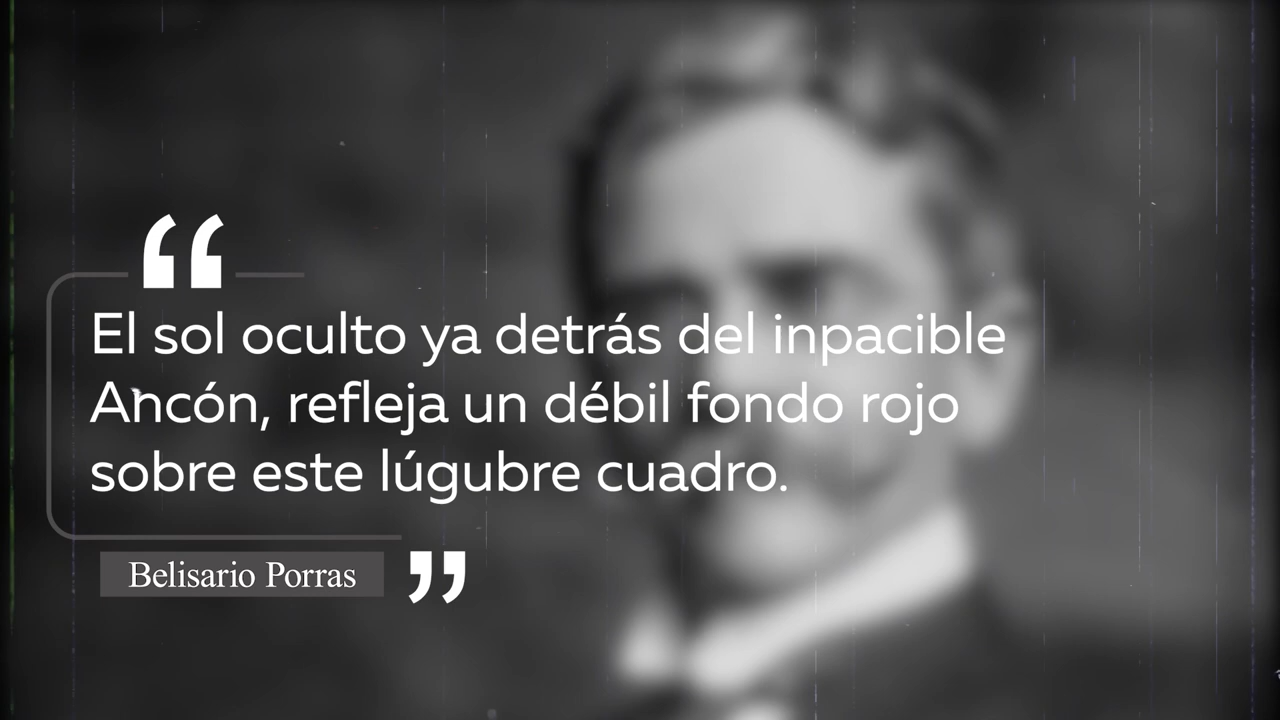 “
El sol oculto ya detrás del inpacible
Ancón, refleja un débil fondo rojo
sobre este lúgubre cuadro.
Belisario Porras
”